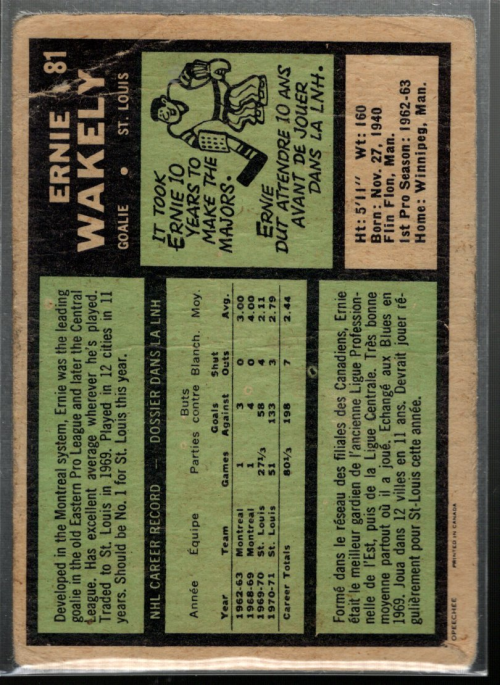 81
ERNIE
WAKELY
GOALIE • ST. LOUIS
IT TOOK
ERNIE 10
YEARS TO
MAKE THE
MAJORS.
ERNIE
DUT ATTENDRE 10 ANS
AVANT DE JOUER
DANS LA LNH.
Ht: 5'11" Wt: 160
Born: Nov. 27, 1940
Flin Flon, Man.
1st Pro Season: 1962-63
Home: Winnipeg, Man.
Developed in the Montreal system, Ernie was the leading
goalie in the old Eastern Pro League and later the Central
League. Has excellent average wherever he's played.
Traded to St. Louis in 1969. Played in 12 cities in 11
years. Should be No. 1 for St. Louis this year.
NHL CAREER RECORD — DOSSIER DANS LA LNH
Buts
Année Équipe Parties contre Blanch. Moy.
Goals Shut
Year Team Games Against Outs Avg.
1962-63 Montreal 1 3 0 3.00
1968-69 Montreal 1 4 0 4.00
1969-70 St. Louis 27⅓ 58 4 2.11
1970-71 St. Louis 51 133 3 2.79
Career Totals 80⅓ 198 7 2.44
Formé dans le réseau des filiales des Canadiens, Ernie
était le meilleur gardien de l'ancienne Ligue Profession-
nelle de l'Est, puis de la Ligue Centrale. Très bonne
moyenne partout où il a joué. Echangé aux Blues en
1969. Joua dans 12 villes en 11 ans. Devrait jouer ré-
gulièrement pour St-Louis cette année.
OPEECHEE PRINTED IN CANADA